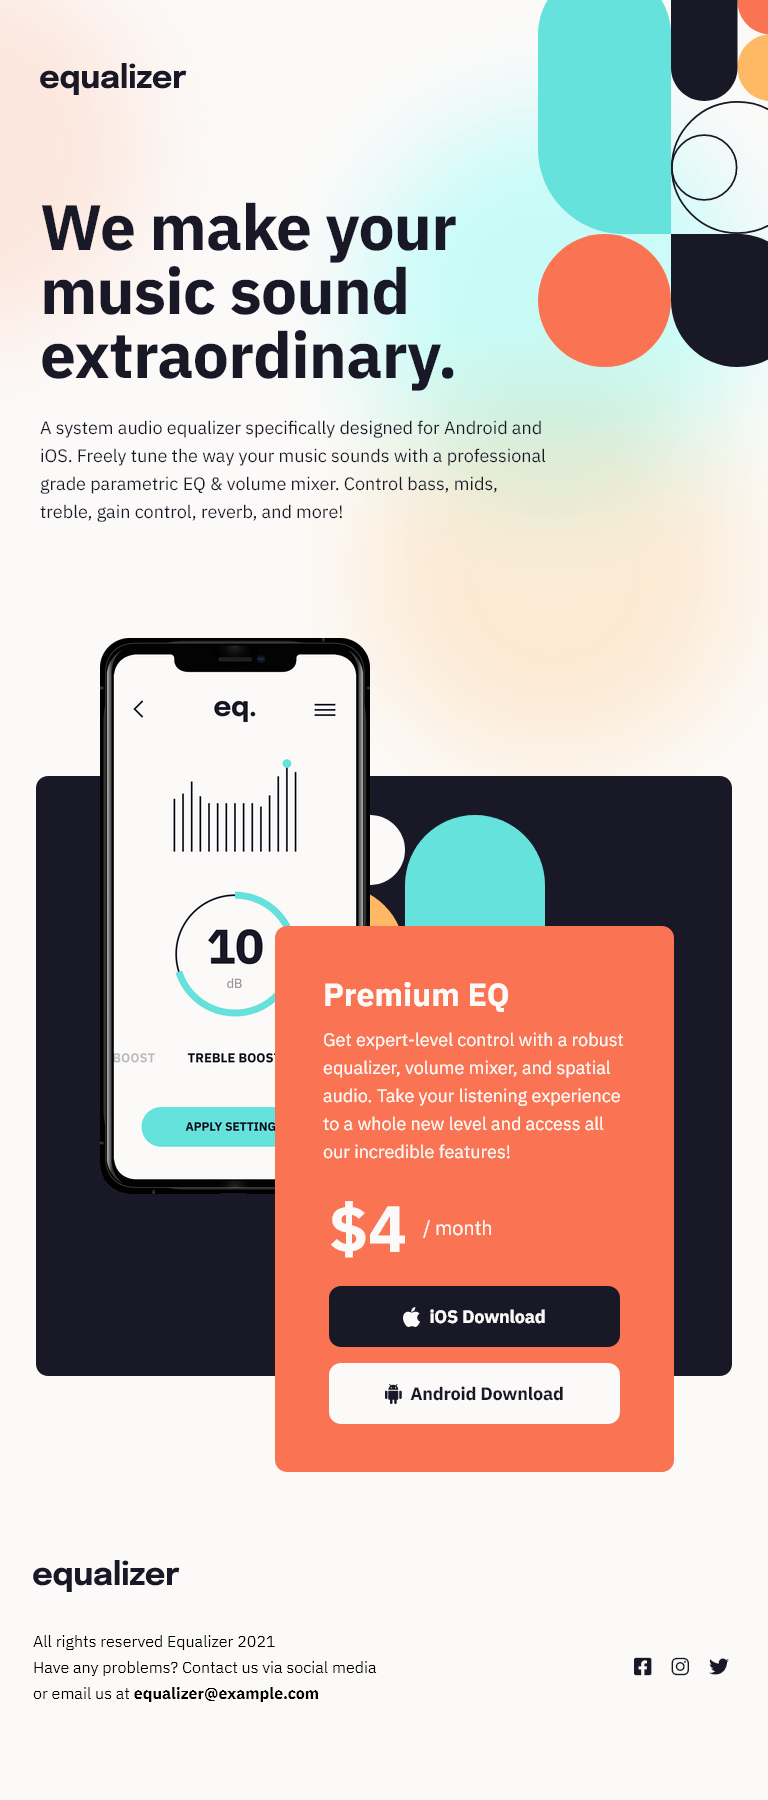 equalizer
We make your
music sound
extraordinary.
A system audio equalizer specifically designed for Android and
iOS. Freely tune the way your music sounds with a professional
grade parametric EQ & volume mixer. Control bass, mids,
treble, gain control, reverb, and more!
eq.
10
dB
BOOST TREBLE BOOST
APPLY SETTING
Premium EQ
Get expert-level control with a robust
equalizer, volume mixer, and spatial
audio. Take your listening experience
to a whole new level and access all
our incredible features!
$4 / month
iOS Download
Android Download
equalizer
All rights reserved Equalizer 2021
Have any problems? Contact us via social media
or email us at equalizer@example.com